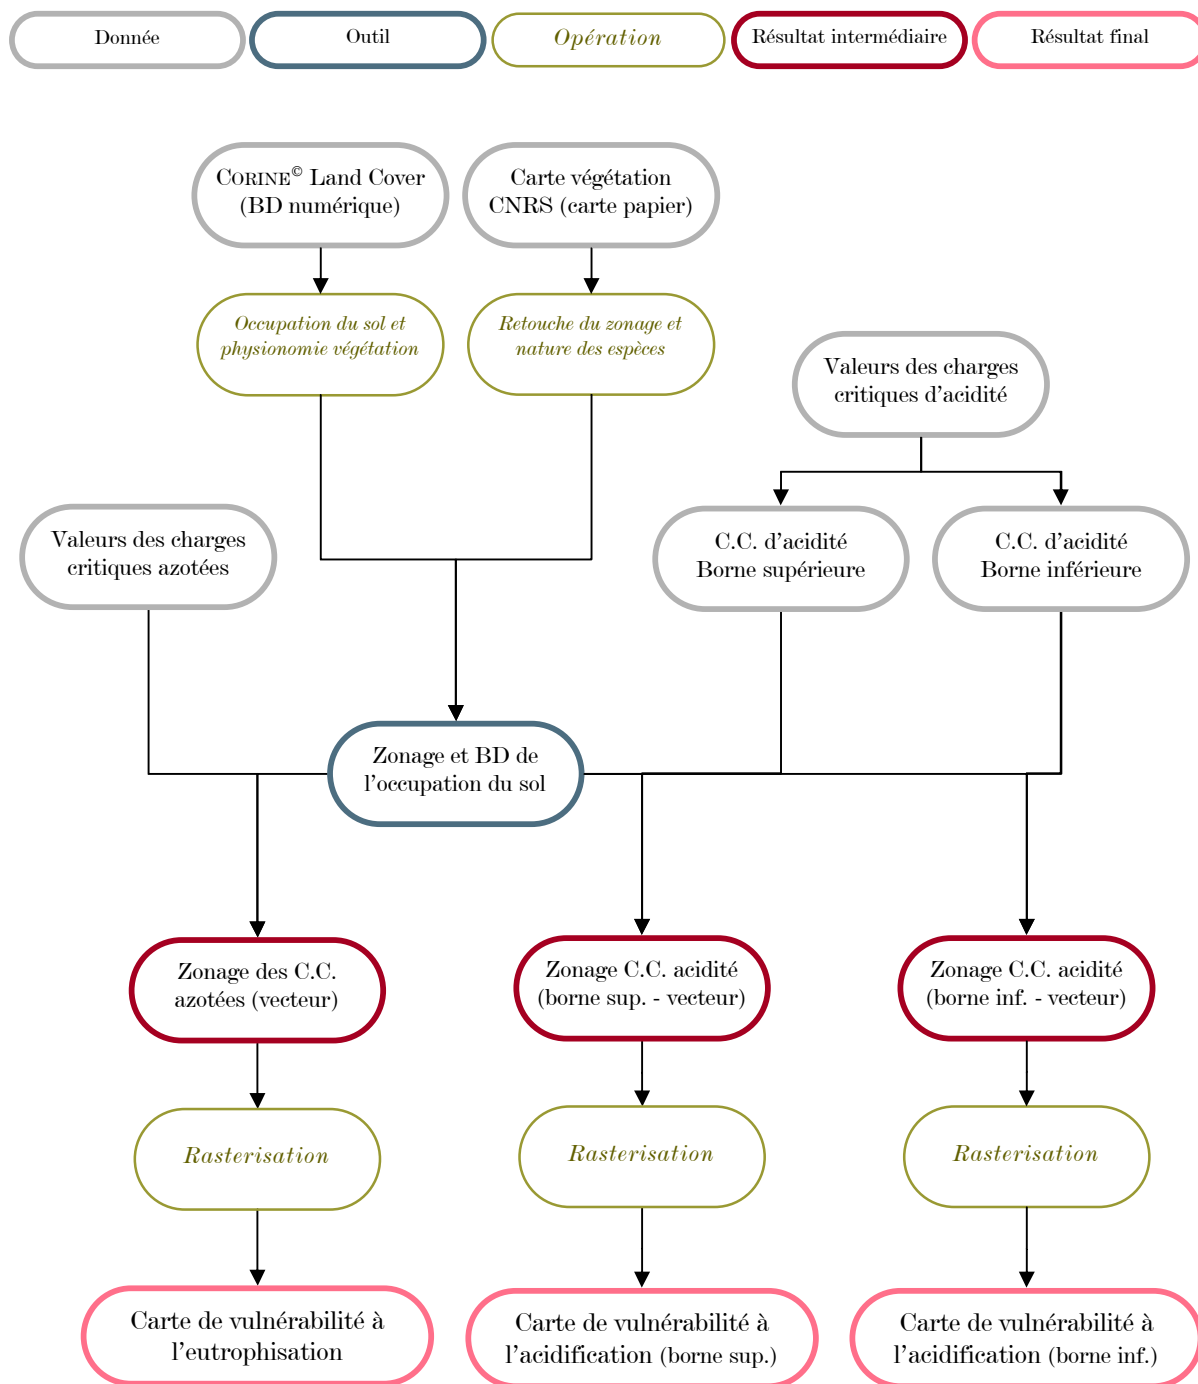 Donnée
Outil
Opération
Résultat intermédiaire
Résultat final
CORINE© Land Cover
(BD numérique)
Carte végétation
CNRS (carte papier)
Occupation du sol et
physionomie végétation
Retouche du zonage et
nature des espèces
Valeurs des charges
critiques d'acidité
Valeurs des charges
critiques azotées
C.C. d'acidité
Borne supérieure
C.C. d'acidité
Borne inférieure
Zonage et BD de
l'occupation du sol
Zonage des C.C.
azotées (vecteur)
Zonage C.C. acidité
(borne sup. - vecteur)
Zonage C.C. acidité
(borne inf. - vecteur)
Rasterisation
Rasterisation
Rasterisation
Carte de vulnérabilité à
l'eutrophisation
Carte de vulnérabilité à
l'acidification (borne sup.)
Carte de vulnérabilité à
l'acidification (borne inf.)